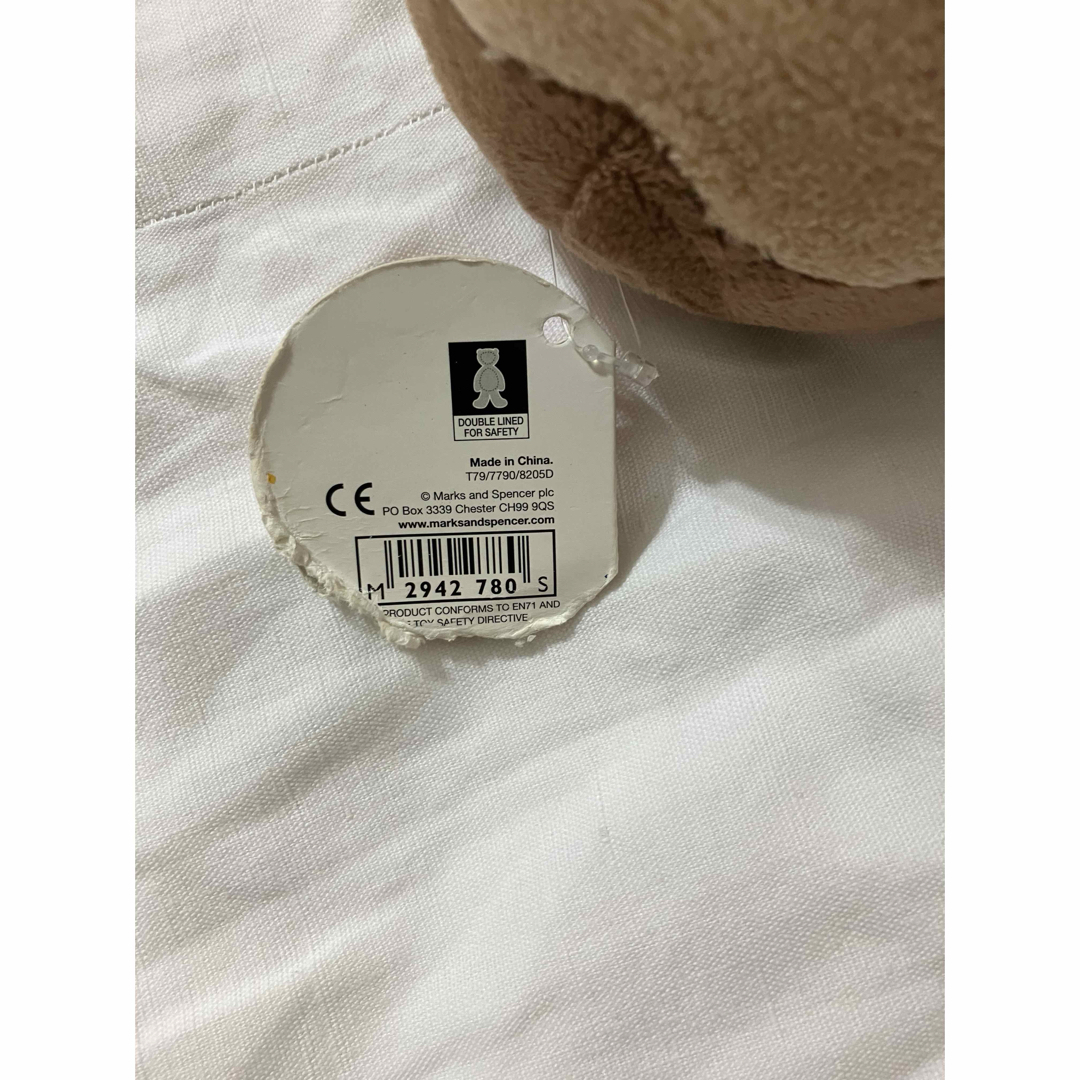 DOUBLE LINED
FOR SAFETY
Made in China.
T79/7790/8205D
CE
© Marks and Spencer plc
PO Box 3339 Chester CH99 9QS
www.marksandspencer.com
M 2942 780 S
PRODUCT CONFORMS TO EN71 AND
TOY SAFETY DIRECTIVE